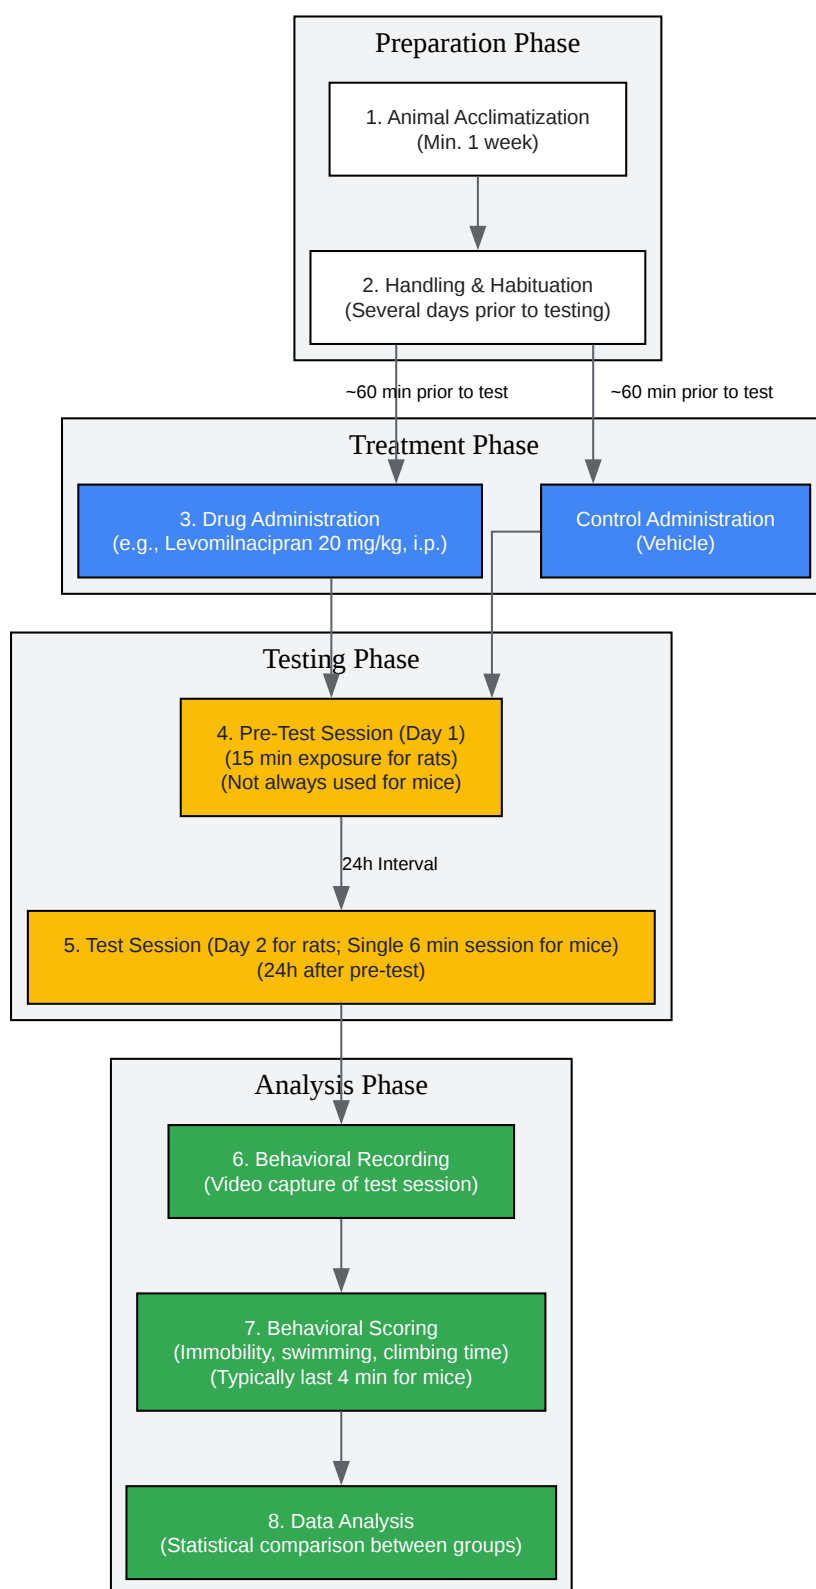 Preparation Phase
1. Animal Acclimatization
(Min. 1 week)
2. Handling & Habituation
(Several days prior to testing)
~60 min prior to test
~60 min prior to test
Treatment Phase
3. Drug Administration
(e.g., Levomilnacipran 20 mg/kg, i.p.)
Control Administration
(Vehicle)
Testing Phase
4. Pre-Test Session (Day 1)
(15 min exposure for rats)
(Not always used for mice)
24h Interval
5. Test Session (Day 2 for rats; Single 6 min session for mice)
(24h after pre-test)
Analysis Phase
6. Behavioral Recording
(Video capture of test session)
7. Behavioral Scoring
(Immobility, swimming, climbing time)
(Typically last 4 min for mice)
8. Data Analysis
(Statistical comparison between groups)